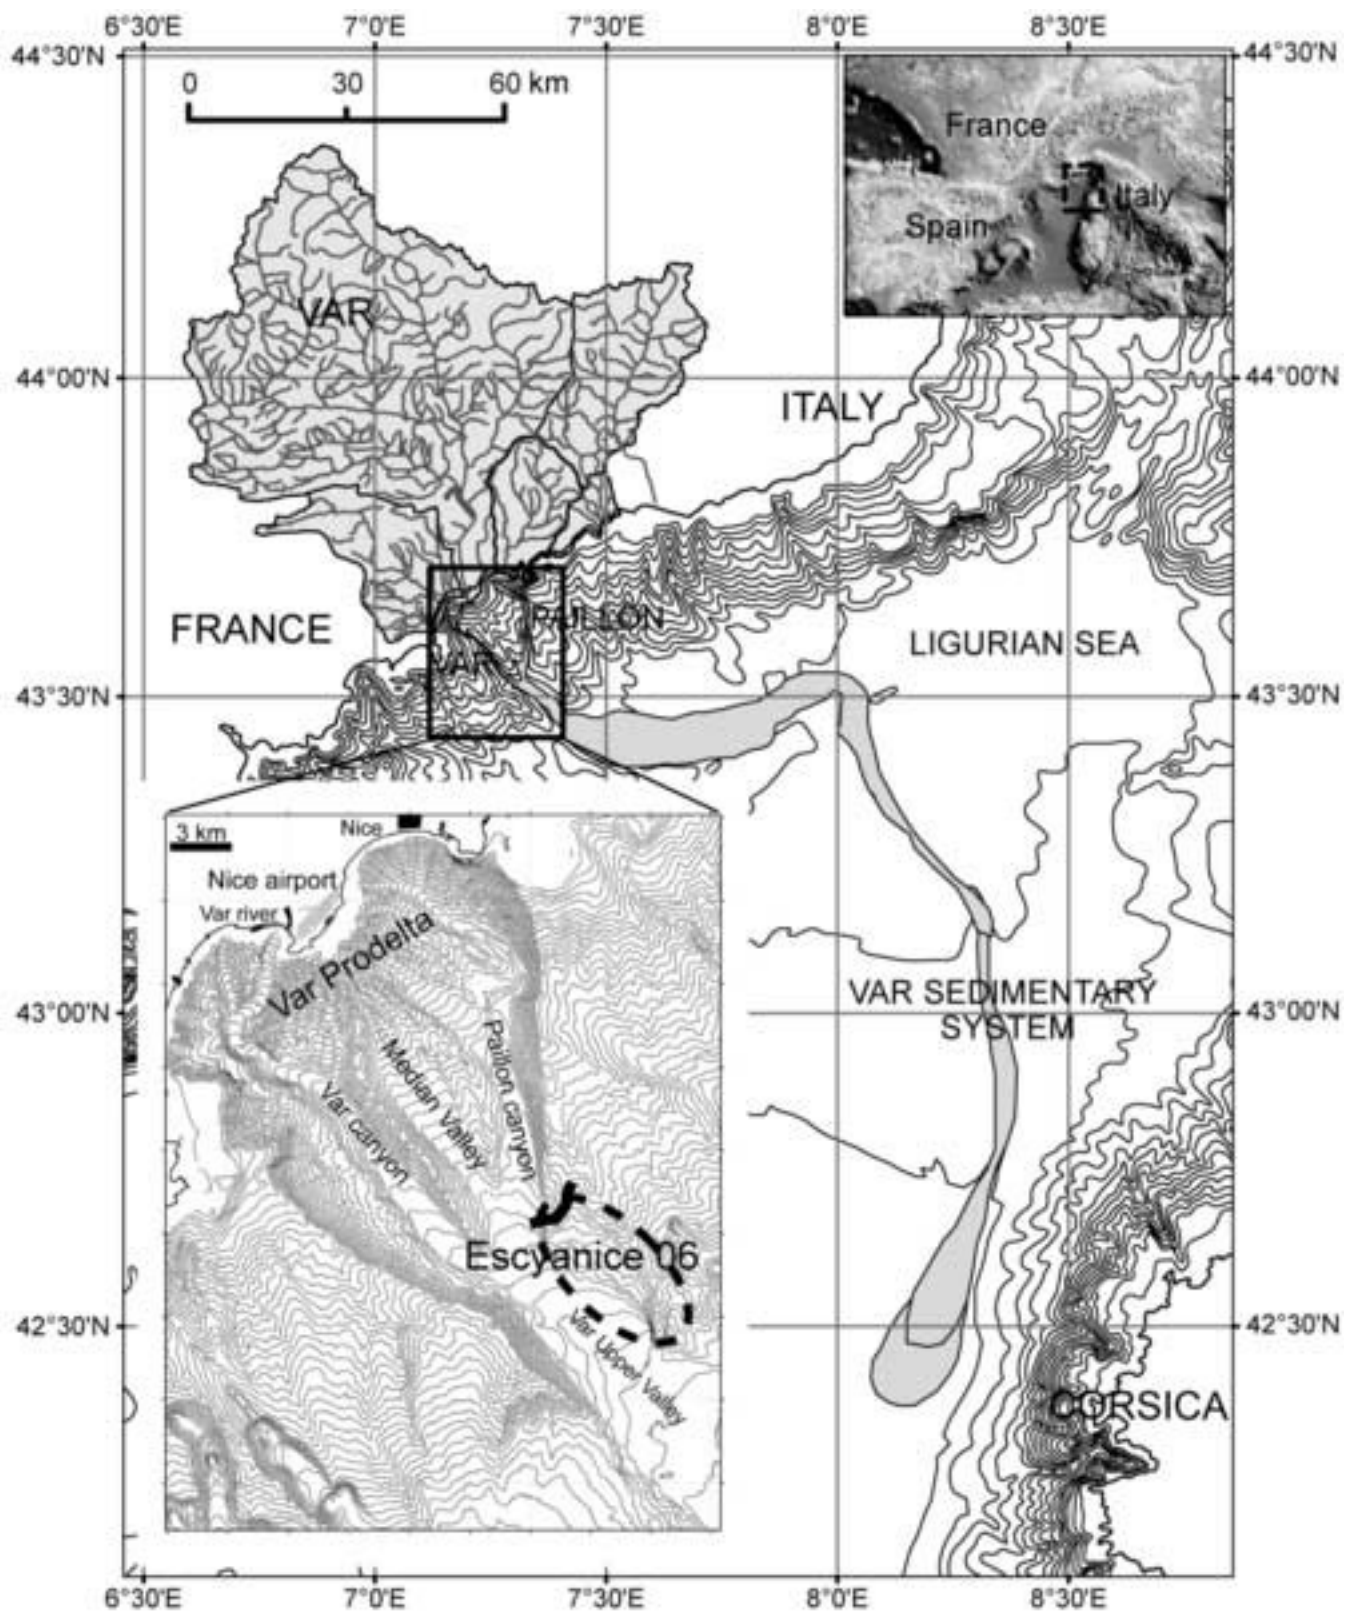 6°30'E 7°0'E 7°30'E 8°0'E 8°30'E
44°30'N 44°30'N
0 30 60 km
France
Italy
Spain
VAR
44°00'N 44°00'N
ITALY
PAILLON
FRANCE
LIGURIAN SEA
VAR
43°30'N 43°30'N
3 km
Nice
Nice airport
Var river
Var Prodelta
VAR SEDIMENTARY
SYSTEM
43°00'N 43°00'N
Paillon canyon
Median Valley
Var canyon
Escyanice 06
42°30'N 42°30'N
Var Upper Valley
CORSICA
6°30'E 7°0'E 7°30'E 8°0'E 8°30'E